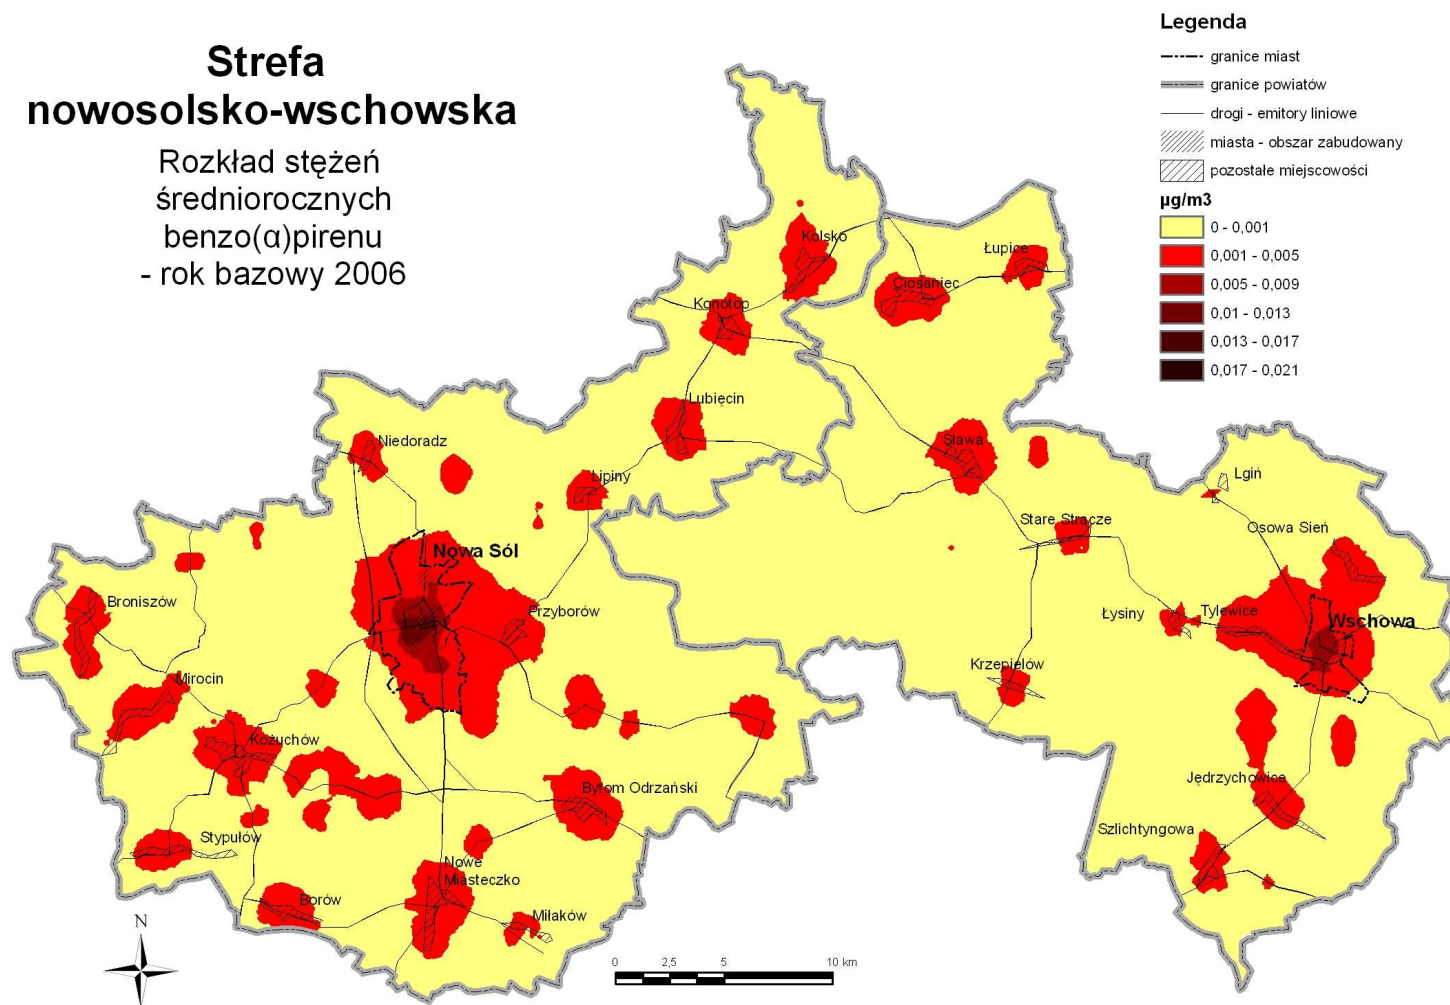 Strefa
nowosolsko-wschowska
Rozkład stężeń
średniorocznych
benzo(α)pirenu
- rok bazowy 2006
Legenda
granice miast
granice powiatów
drogi - emitory liniowe
miasta - obszar zabudowany
pozostałe miejscowości
µg/m3
0 - 0,001
0,001 - 0,005
0,005 - 0,009
0,01 - 0,013
0,013 - 0,017
0,017 - 0,021
Kolsko
Łupice
Ciosaniec
Konotop
Lubięcin
Niedoradz
Sława
Lipiny
Lgiń
Stare Strącze
Osowa Sień
Nowa Sól
Broniszów
Przyborów
Łysiny
Tylewice
Wschowa
Krzepielów
Mirocin
Kożuchów
Bytom Odrzański
Jędrzychowice
Szlichtyngowa
Stypułów
Nowe
Miasteczko
Borów
Miłaków
N
0 2,5 5 10 km